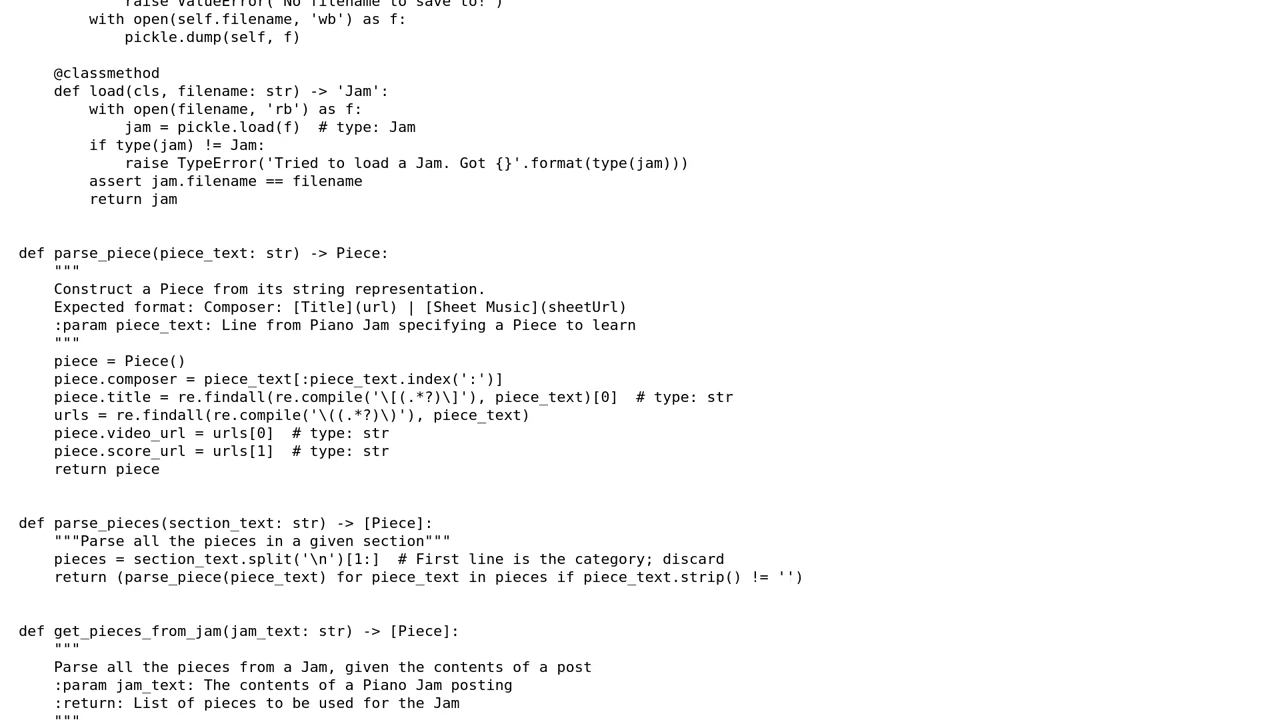 raise ValueError('No filename to save to!')
with open(self.filename, 'wb') as f:
pickle.dump(self, f)
@classmethod
def load(cls, filename: str) -> 'Jam':
with open(filename, 'rb') as f:
jam = pickle.load(f)  # type: Jam
if type(jam) != Jam:
raise TypeError('Tried to load a Jam. Got {}'.format(type(jam)))
assert jam.filename == filename
return jam
def parse_piece(piece_text: str) -> Piece:
"""
Construct a Piece from its string representation.
Expected format: Composer: [Title](url) | [Sheet Music](sheetUrl)
:param piece_text: Line from Piano Jam specifying a Piece to learn
"""
piece = Piece()
piece.composer = piece_text[:piece_text.index(':')]
piece.title = re.findall(re.compile('\[(.*?)\]'), piece_text)[0]  # type: str
urls = re.findall(re.compile('\((.*?)\)'), piece_text)
piece.video_url = urls[0]  # type: str
piece.score_url = urls[1]  # type: str
return piece
def parse_pieces(section_text: str) -> [Piece]:
"""Parse all the pieces in a given section"""
pieces = section_text.split('\n')[1:]  # First line is the category; discard
return (parse_piece(piece_text) for piece_text in pieces if piece_text.strip() != '')
def get_pieces_from_jam(jam_text: str) -> [Piece]:
"""
Parse all the pieces from a Jam, given the contents of a post
:param jam_text: The contents of a Piano Jam posting
:return: List of pieces to be used for the Jam
"""